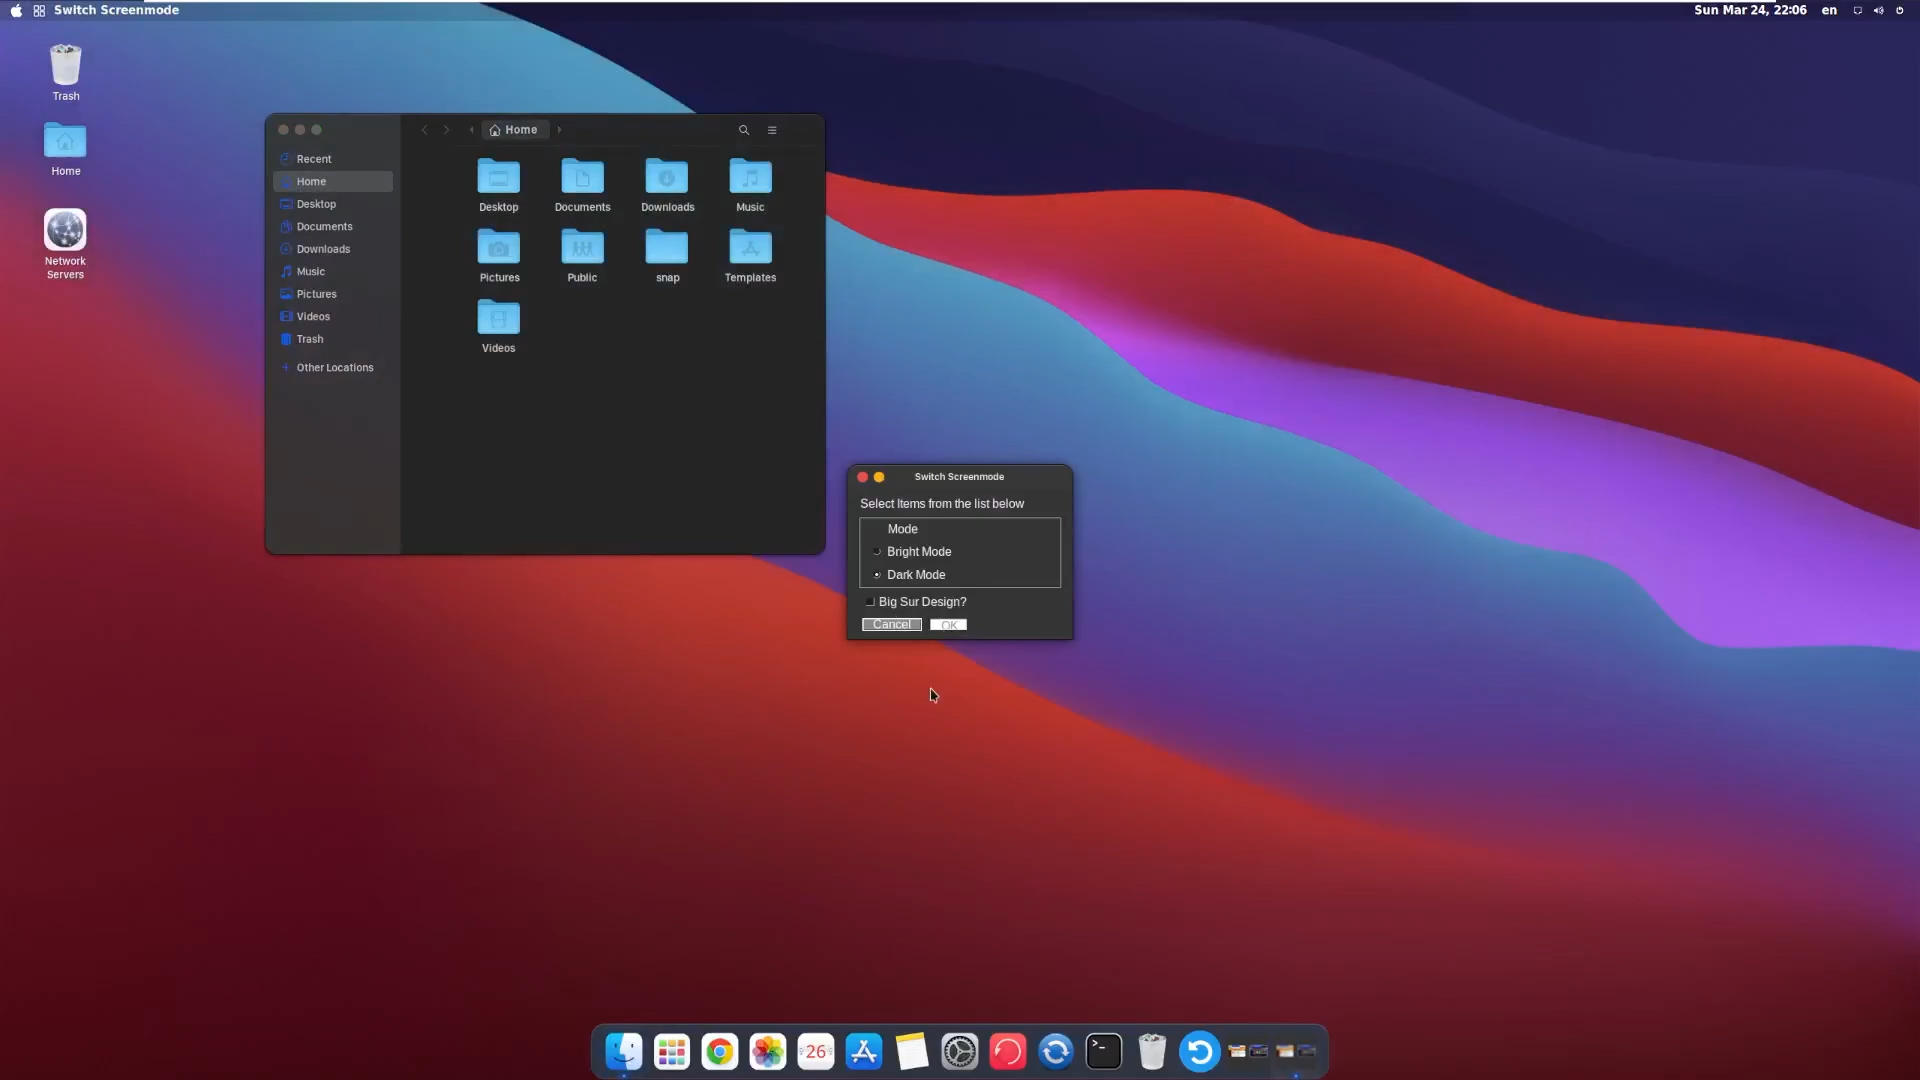 Switch Screenmode
Sun Mar 24, 22:06 en
Trash
Home
Network
Servers
Home
Recent
Home
Desktop
Documents
Downloads
Music
Pictures
Videos
Trash
Other Locations
Desktop Documents Downloads Music
Pictures Public snap Templates
Videos
Switch Screenmode
Select Items from the list below
Mode
Bright Mode
Dark Mode
Big Sur Design?
Cancel OK
26